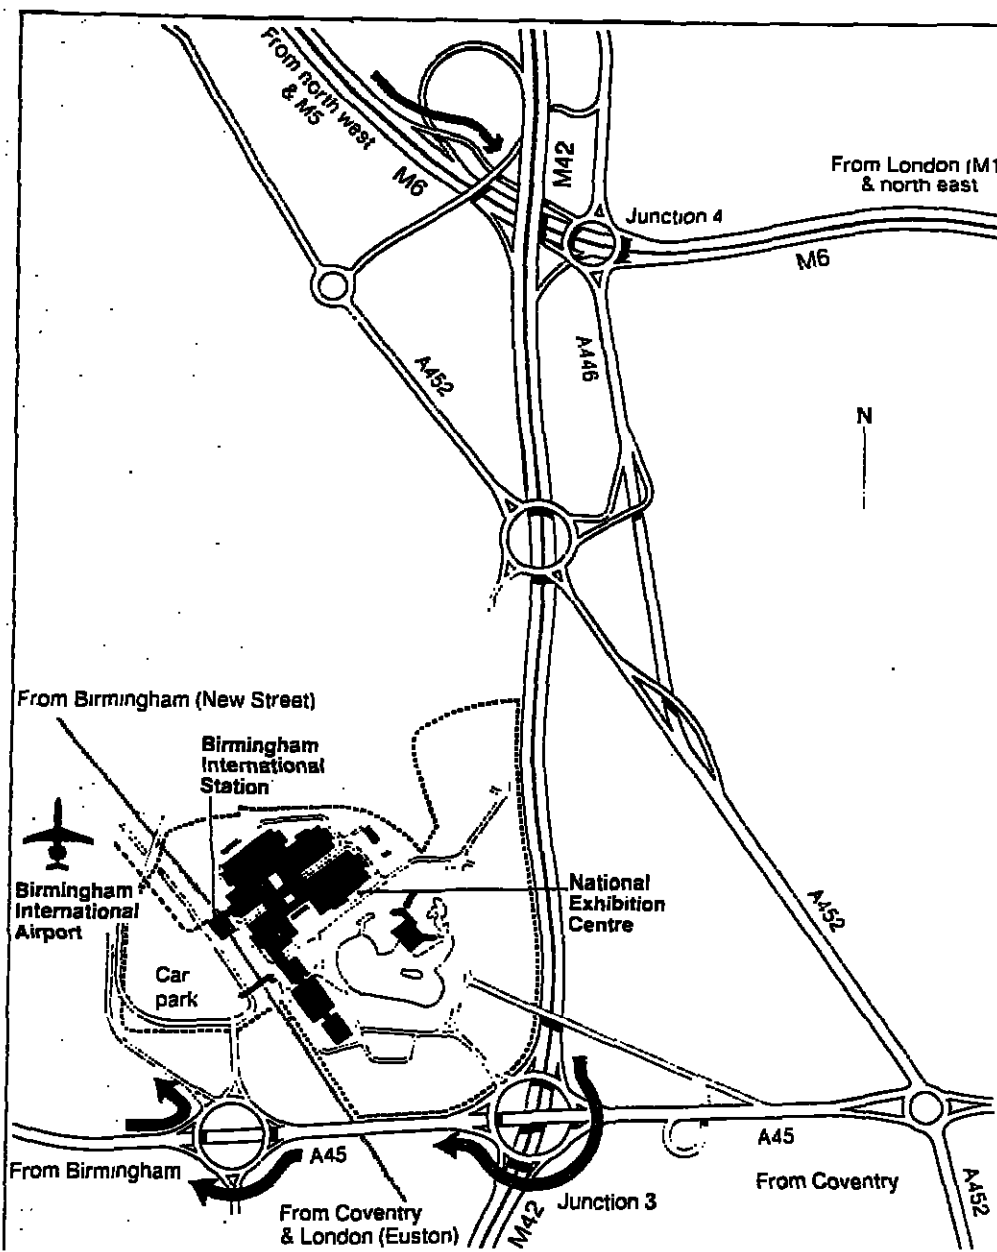 From north west
& M5
M6
M42
From London (M1
& north east
Junction 4
M6
A452
A446
N
From Birmingham (New Street)
Birmingham
International
Station
Birmingham
International
Airport
National
Exhibition
Centre
A452
Car
park
From Birmingham
A45
A45
From Coventry
A452
Junction 3
M42
From Coventry
& London (Euston)